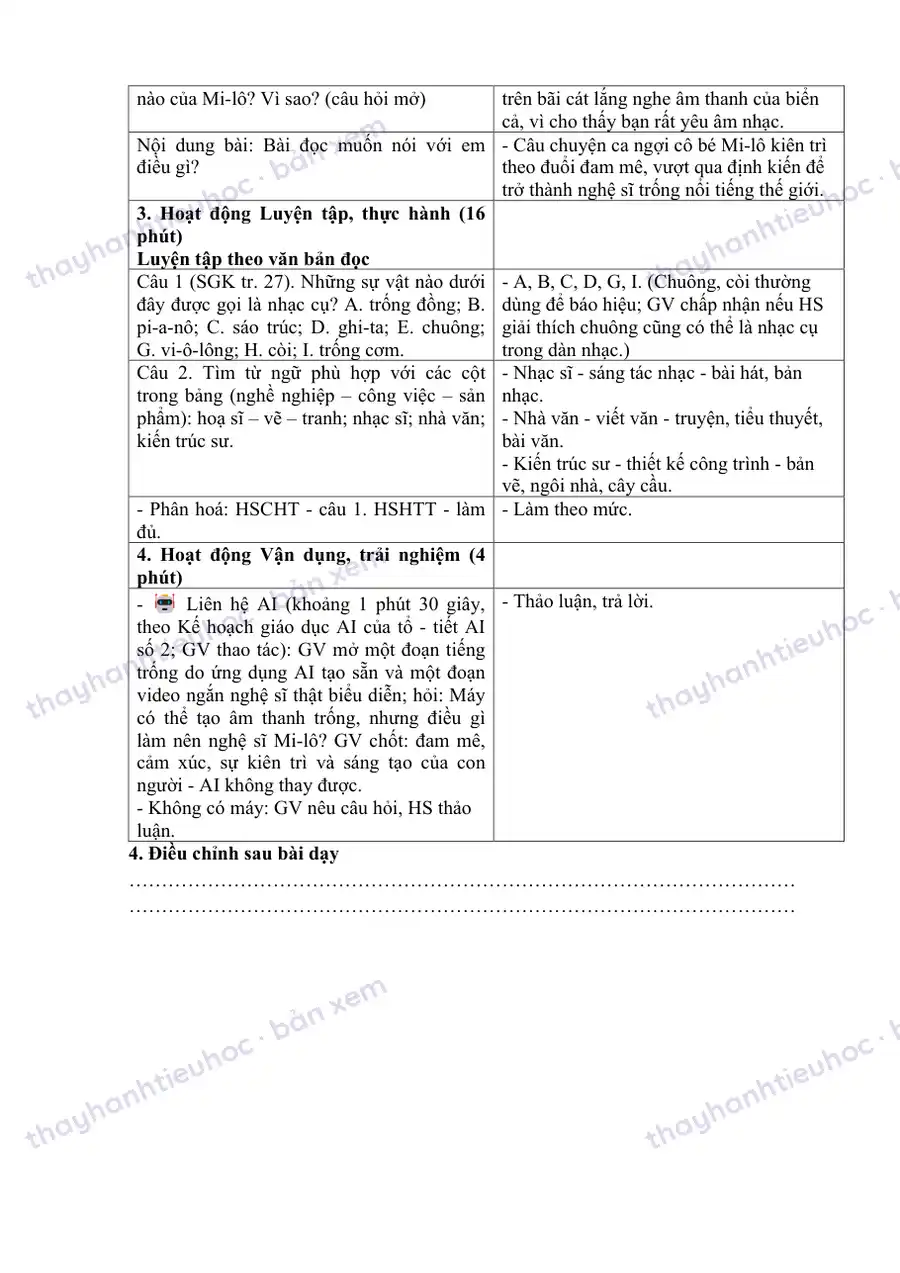 nào của Mi-lô? Vì sao? (câu hỏi mở)
trên bãi cát lắng nghe âm thanh của biển
cả, vì cho thấy bạn rất yêu âm nhạc.
Nội dung bài: Bài đọc muốn nói với em
điều gì?
- Câu chuyện ca ngợi cô bé Mi-lô kiên trì
theo đuổi đam mê, vượt qua định kiến để
trở thành nghệ sĩ trống nổi tiếng thế giới.
3. Hoạt động Luyện tập, thực hành (16
phút)
Luyện tập theo văn bản đọc
Câu 1 (SGK tr. 27). Những sự vật nào dưới
đây được gọi là nhạc cụ? A. trống đồng; B.
pi-a-nô; C. sáo trúc; D. ghi-ta; E. chuông;
G. vi-ô-lông; H. còi; I. trống cơm.
- A, B, C, D, G, I. (Chuông, còi thường
dùng để báo hiệu; GV chấp nhận nếu HS
giải thích chuông cũng có thể là nhạc cụ
trong dàn nhạc.)
Câu 2. Tìm từ ngữ phù hợp với các cột
trong bảng (nghề nghiệp – công việc – sản
phẩm): hoạ sĩ – vẽ – tranh; nhạc sĩ; nhà văn;
kiến trúc sư.
- Nhạc sĩ - sáng tác nhạc - bài hát, bản
nhạc.
- Nhà văn - viết văn - truyện, tiểu thuyết,
bài văn.
- Kiến trúc sư - thiết kế công trình - bản
vẽ, ngôi nhà, cây cầu.
- Phân hoá: HSCHT - câu 1. HSHTT - làm
đủ.
- Làm theo mức.
4. Hoạt động Vận dụng, trải nghiệm (4
phút)
- Liên hệ AI (khoảng 1 phút 30 giây,
theo Kế hoạch giáo dục AI của tổ - tiết AI
số 2; GV thao tác): GV mở một đoạn tiếng
trống do ứng dụng AI tạo sẵn và một đoạn
video ngắn nghệ sĩ thật biểu diễn; hỏi: Máy
có thể tạo âm thanh trống, nhưng điều gì
làm nên nghệ sĩ Mi-lô? GV chốt: đam mê,
cảm xúc, sự kiên trì và sáng tạo của con
người - AI không thay được.
- Không có máy: GV nêu câu hỏi, HS thảo
luận.
- Thảo luận, trả lời.
4. Điều chỉnh sau bài dạy
……………………………………………………………………………………………
……………………………………………………………………………………………
thayhanhtieuhoc · bản xem
thayhanhtieuhoc · b
thayhanhtieuhoc · bản xem
thayhanhtieuhoc · b
thayhanhtieuhoc · bản xem
thayhanhtieuhoc · b